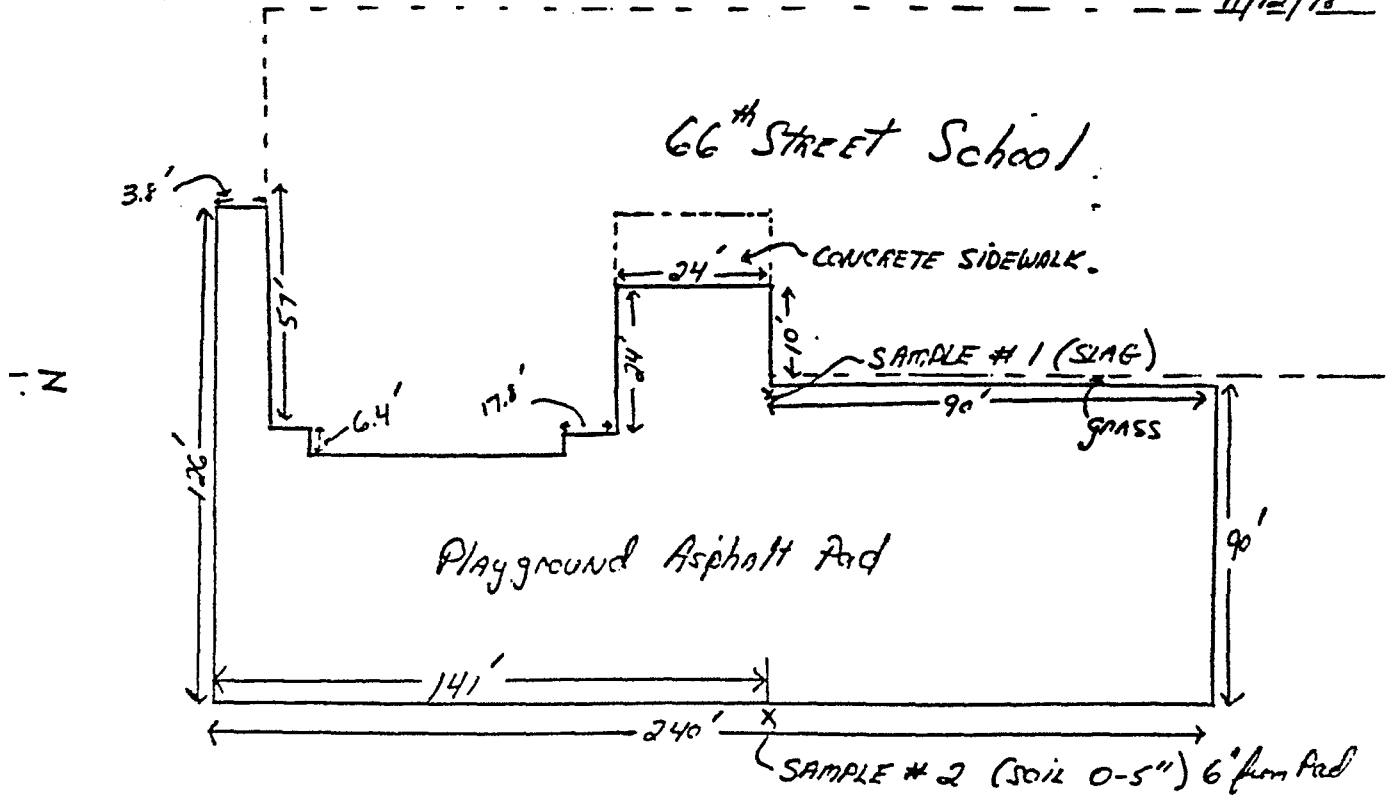 66th STREET School
3.8'
24'
CONCRETE SIDEWALK.
57'
24'
10'
SAMPLE # 1 (SLAG)
N
90'
GRASS
6.4'
17.8'
126'
90'
Playground Asphalt Pad
141'
240'
X
SAMPLE # 2 (SOIL 0-5") 6" from Pad